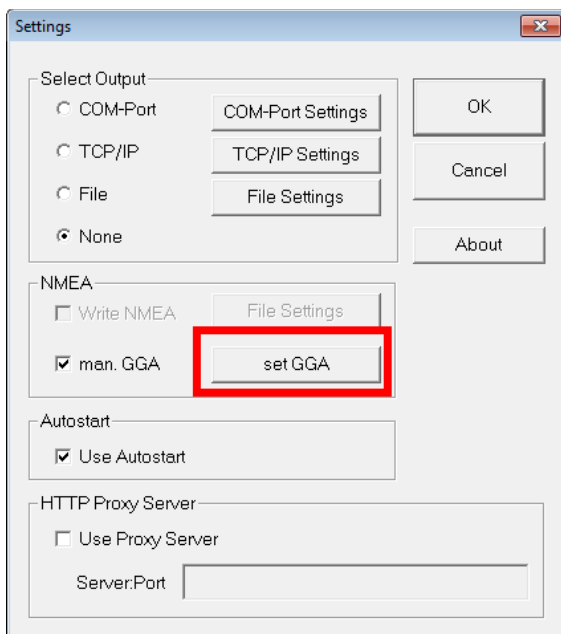 Settings
Select Output
COM-Port
COM-Port Settings
OK
TCP/IP
TCP/IP Settings
Cancel
File
File Settings
None
About
NMEA
Write NMEA
File Settings
man. GGA
set GGA
Autostart
Use Autostart
HTTP Proxy Server
Use Proxy Server
Server:Port